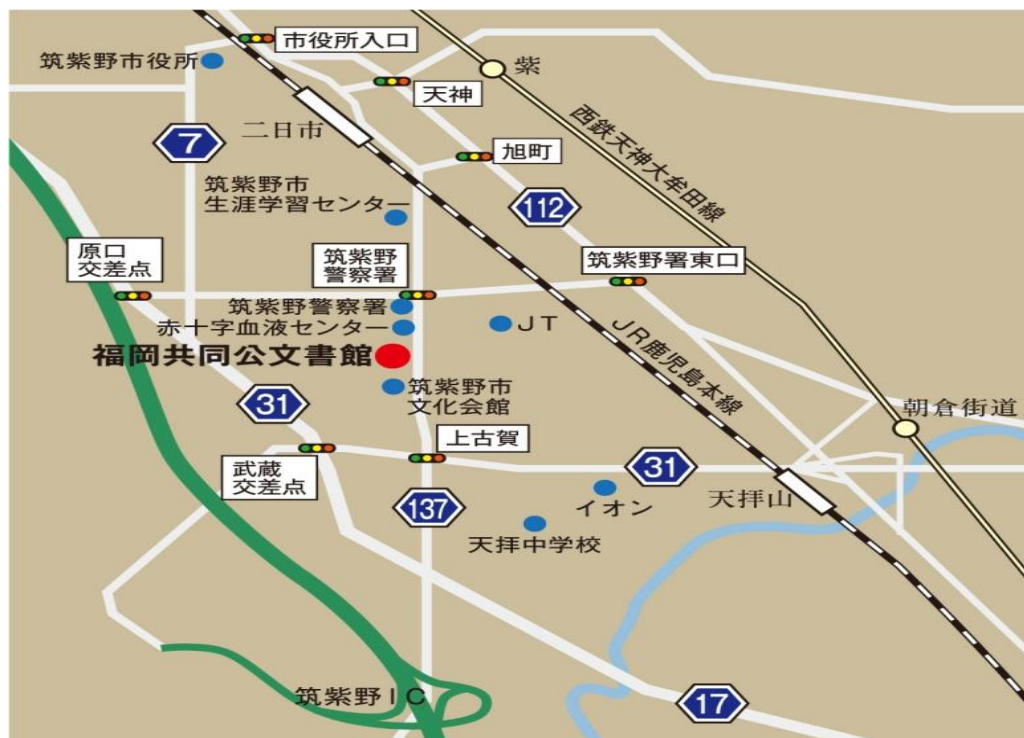 市役所入口
筑紫野市役所
紫
天神
二日市
7
旭町
西鉄天神大牟田線
筑紫野市
生涯学習センター
112
原口
交差点
筑紫野
警察署
筑紫野署東口
筑紫野警察署
赤十字血液センター
JT
福岡共同公文書館
JR鹿児島本線
筑紫野市
文化会館
31
朝倉街道
上古賀
武蔵
交差点
31
天拝山
137
イオン
天拝中学校
筑紫野IC
17